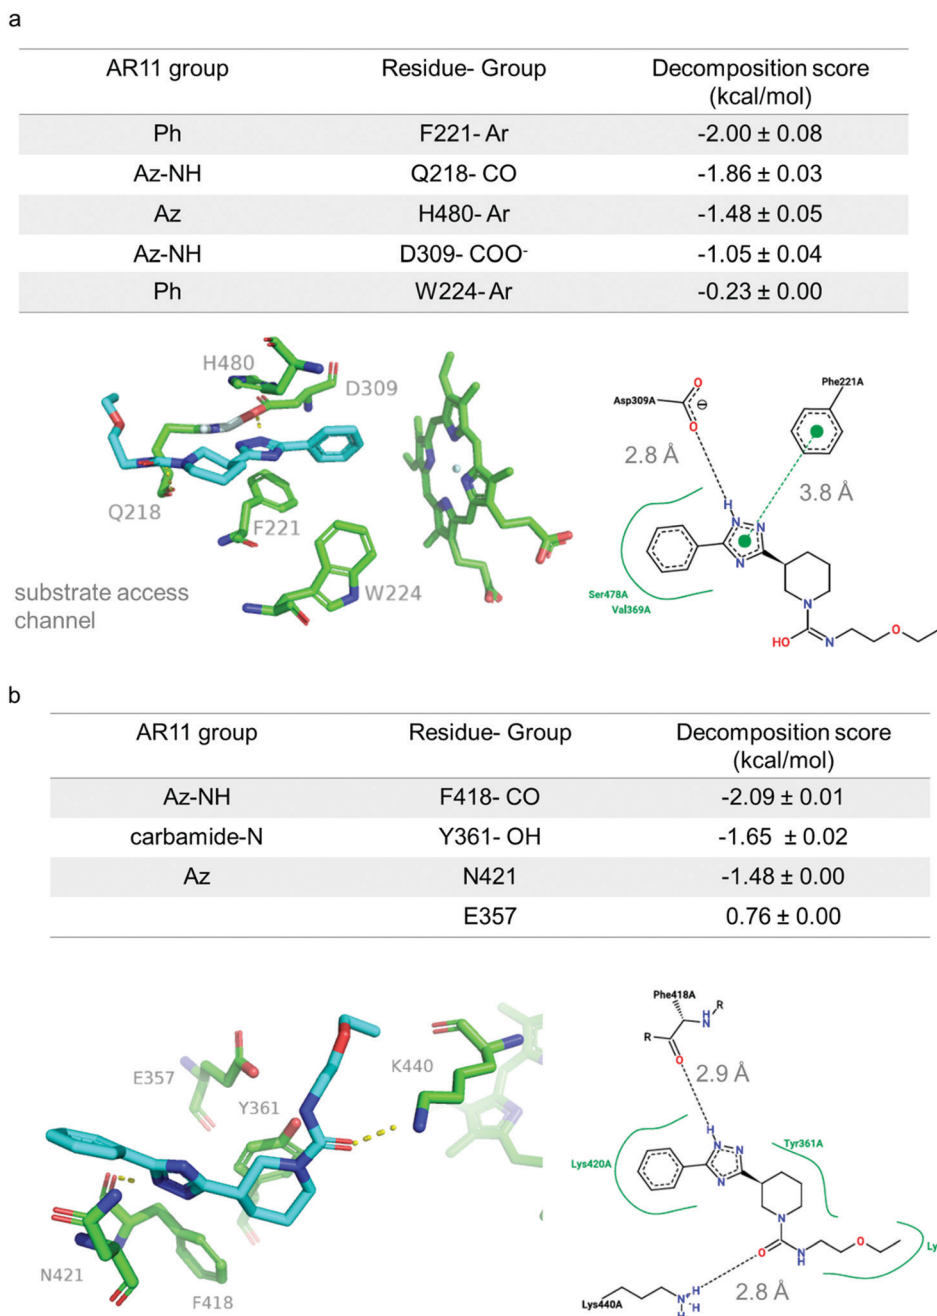 a
AR11 group Residue- Group Decomposition score
(kcal/mol)
Ph F221- Ar -2.00 ± 0.08
Az-NH Q218- CO -1.86 ± 0.03
Az H480- Ar -1.48 ± 0.05
Az-NH D309- COO⁻ -1.05 ± 0.04
Ph W224- Ar -0.23 ± 0.00
H480
D309
Q218
F221
W224
substrate access
channel
Asp309A
O
O
⊖
Phe221A
2.8 Å
3.8 Å
H
N
N
N
Ser478A
Val369A
N
HO
N
O
b
AR11 group Residue- Group Decomposition score
(kcal/mol)
Az-NH F418- CO -2.09 ± 0.01
carbamide-N Y361- OH -1.65 ± 0.02
Az N421 -1.48 ± 0.00
E357 0.76 ± 0.00
E357
Y361
K440
N421
F418
Phe418A
R
H
N
R
O
2.9 Å
H
N
N
N
Lys420A
Tyr361A
N
O
N
H
O
Ly
2.8 Å
Lys440A
H
N
+
H
H